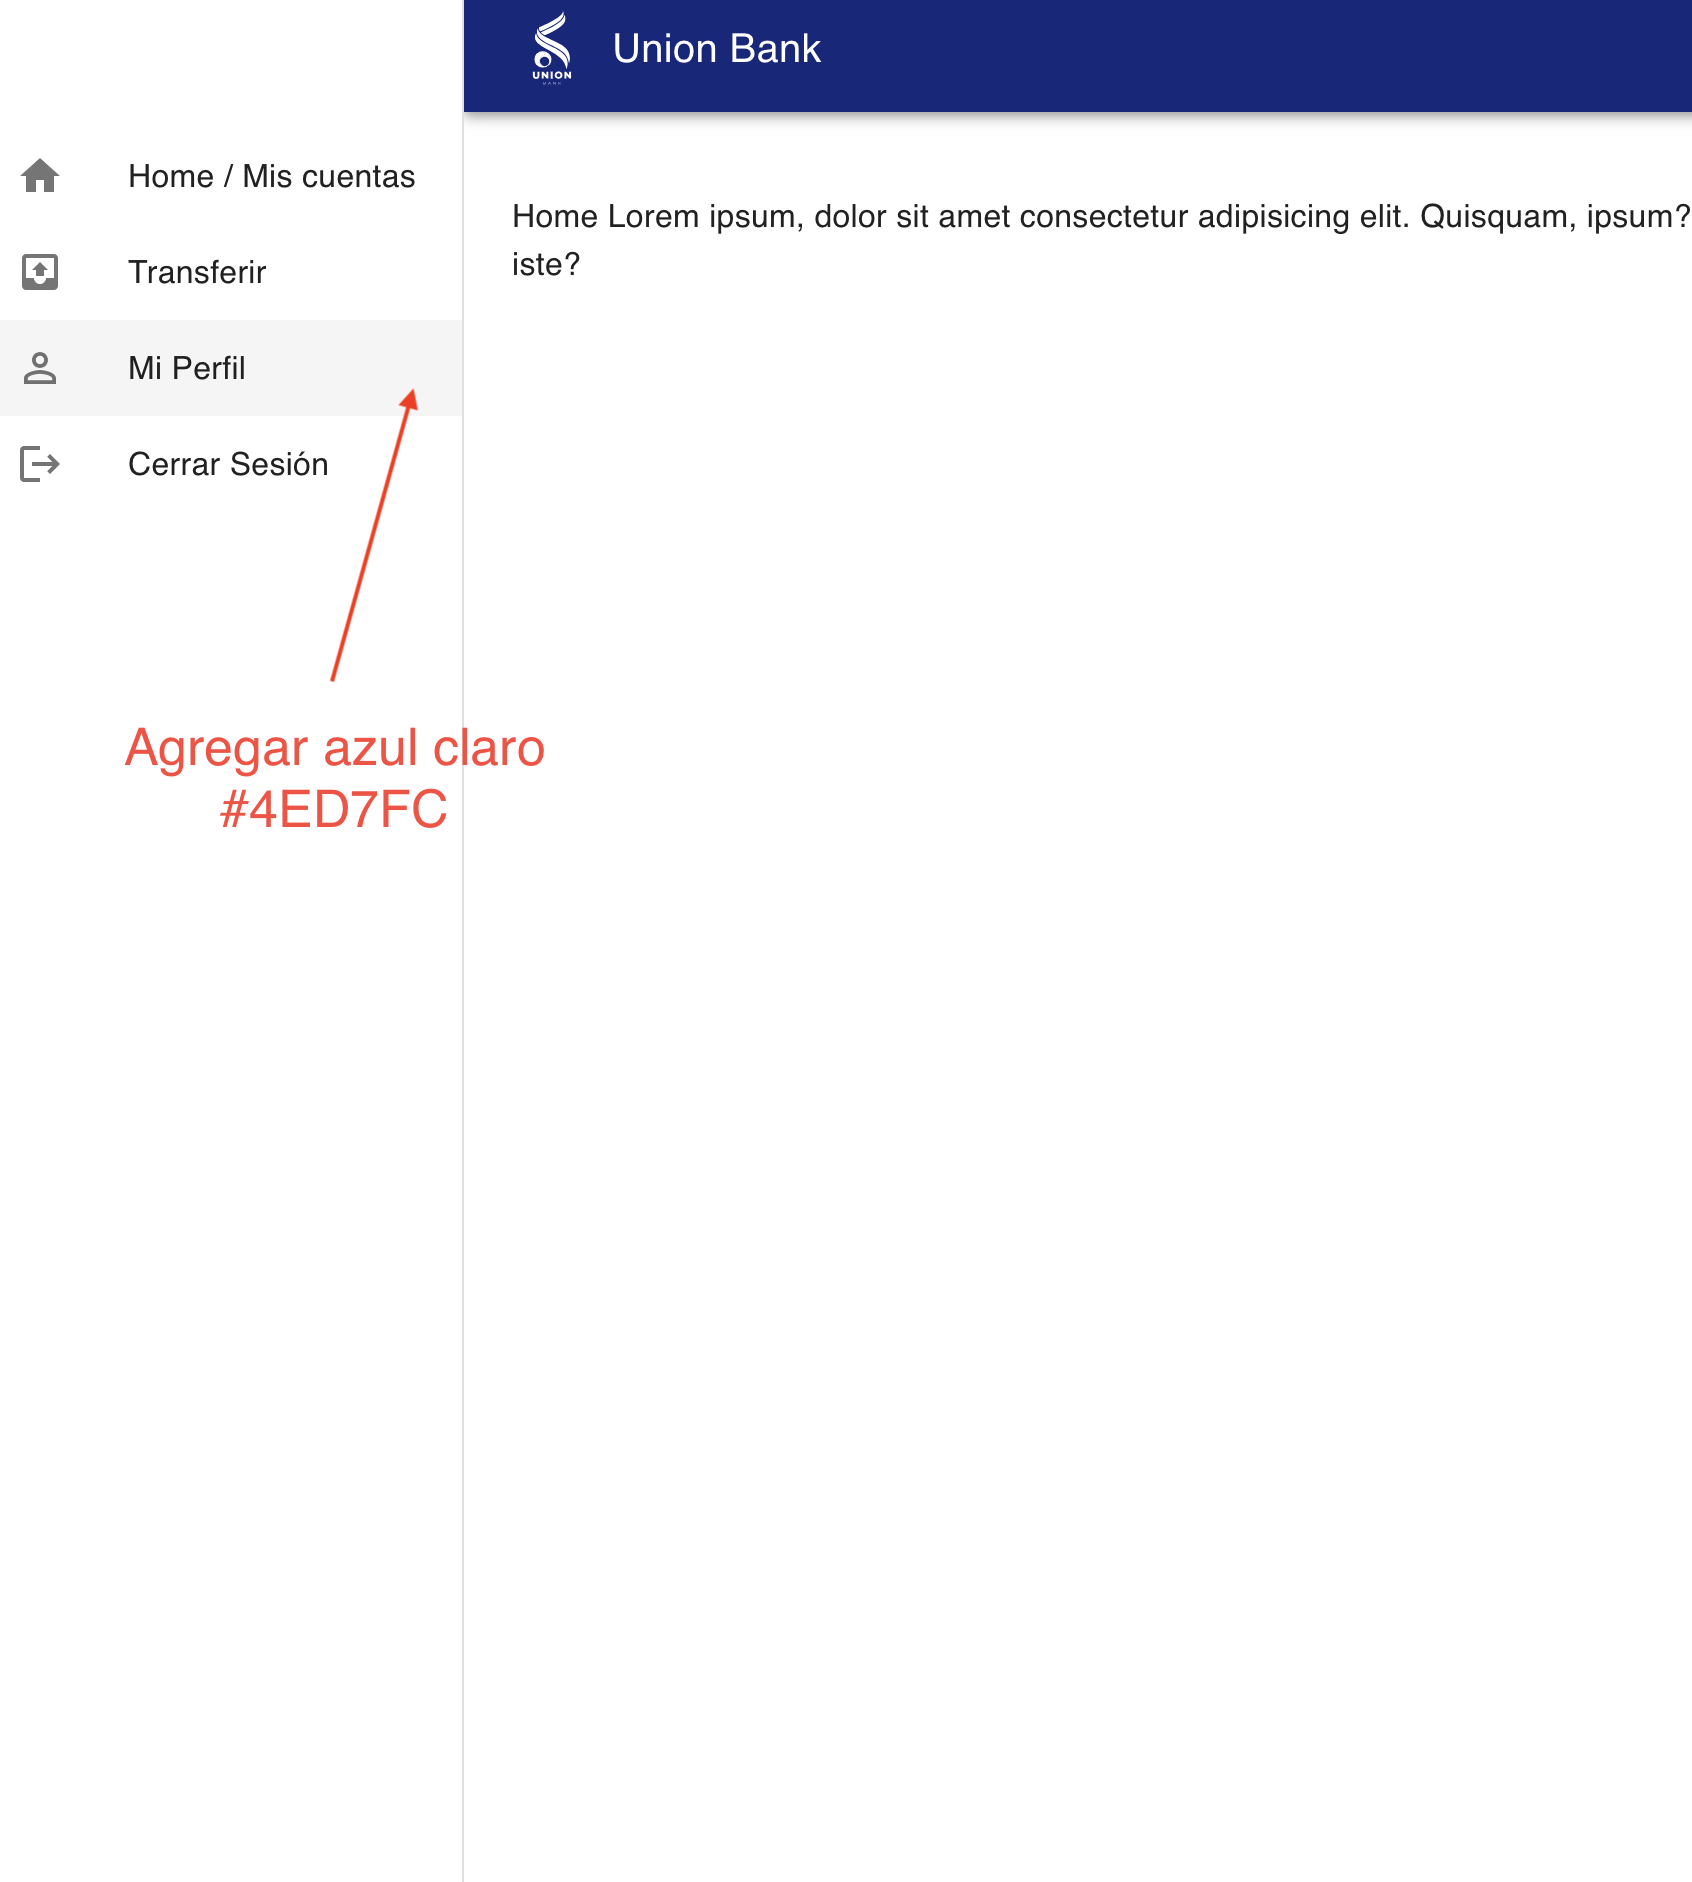 UNION
BANK
Union Bank
Home / Mis cuentas
Transferir
Mi Perfil
Cerrar Sesión
Home Lorem ipsum, dolor sit amet consectetur adipisicing elit. Quisquam, ipsum?
iste?
Agregar azul claro
#4ED7FC